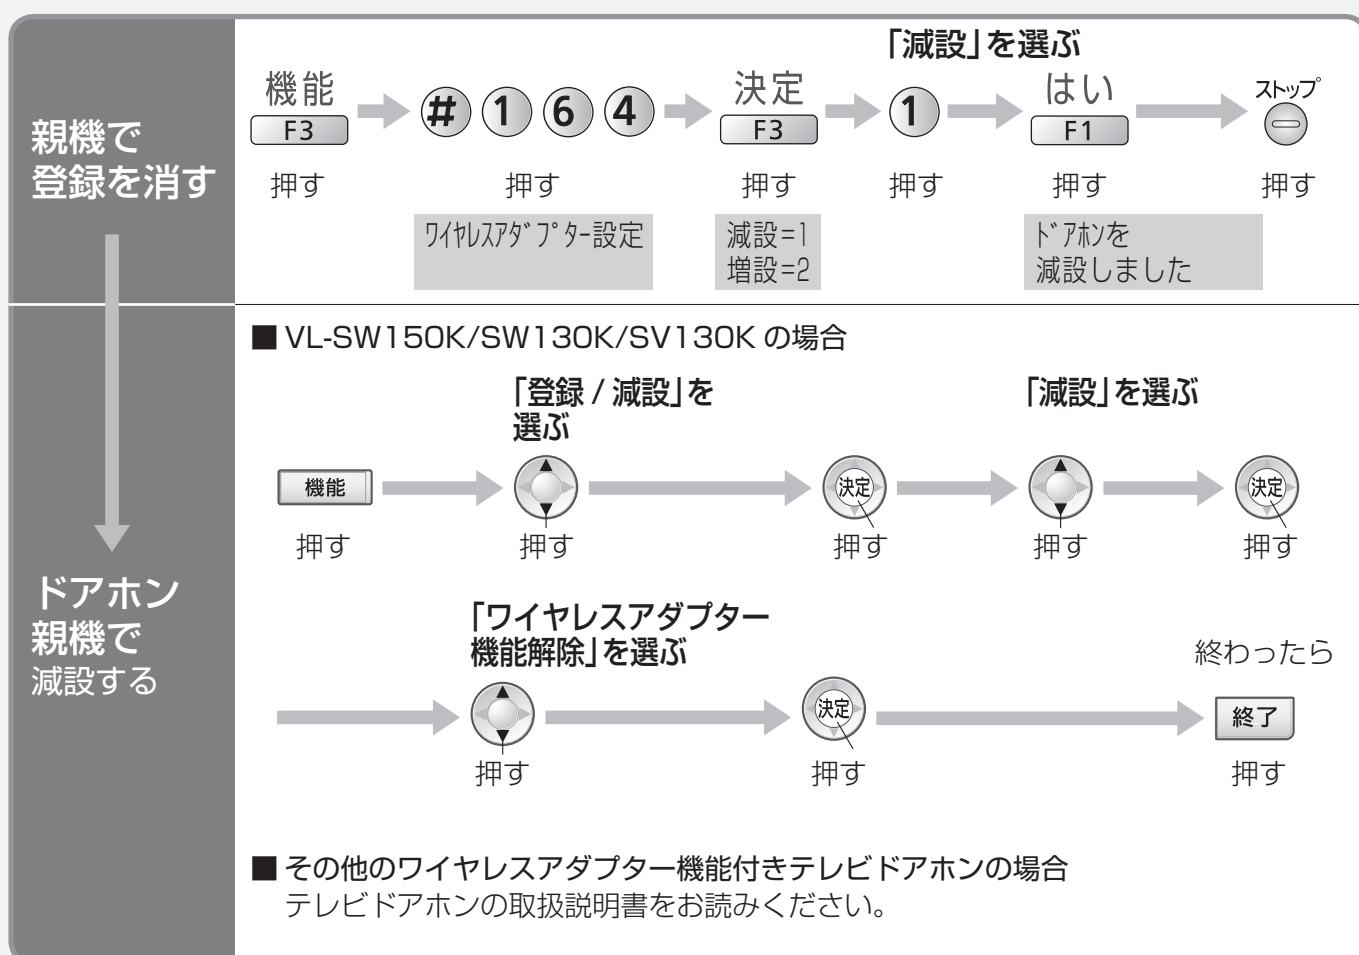 親機で
登録を消す
「減設」を選ぶ
機能
F3
# 1 6 4
決定
F3
1
はい
F1
ストップ
押す 押す 押す 押す 押す 押す
ﾜｲﾔﾚｽｱﾀﾞﾌﾟﾀｰ設定
減設=1
増設=2
ﾄﾞｱﾎﾝを
減設しました
ドアホン
親機で
減設する
■ VL-SW150K/SW130K/SV130K の場合
「登録 / 減設」を
選ぶ
「減設」を選ぶ
機能 決定 決定
押す 押す 押す 押す 押す
「ワイヤレスアダプター
機能解除」を選ぶ
終わったら
決定 終了
押す 押す 押す
■ その他のワイヤレスアダプター機能付きテレビドアホンの場合
テレビドアホンの取扱説明書をお読みください。